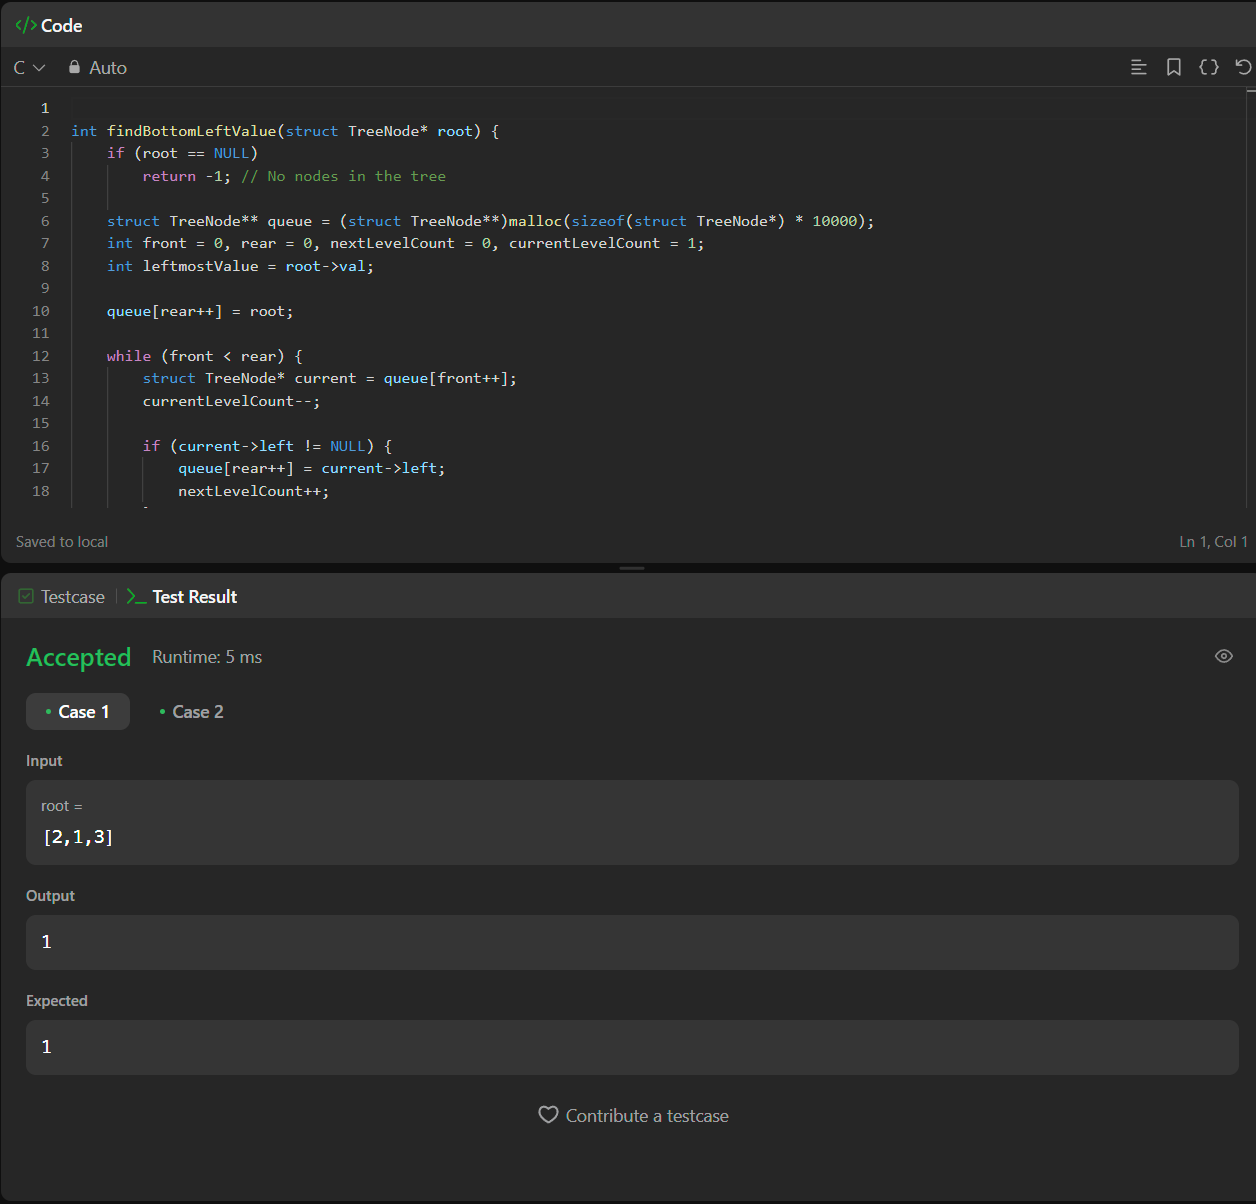 </> Code
C Auto
1
2 int findBottomLeftValue(struct TreeNode* root) {
3 if (root == NULL)
4 return -1; // No nodes in the tree
5
6 struct TreeNode** queue = (struct TreeNode**)malloc(sizeof(struct TreeNode*) * 10000);
7 int front = 0, rear = 0, nextLevelCount = 0, currentLevelCount = 1;
8 int leftmostValue = root->val;
9
10 queue[rear++] = root;
11
12 while (front < rear) {
13 struct TreeNode* current = queue[front++];
14 currentLevelCount--;
15
16 if (current->left != NULL) {
17 queue[rear++] = current->left;
18 nextLevelCount++;
Saved to local Ln 1, Col 1
Testcase >_ Test Result
Accepted Runtime: 5 ms
• Case 1 • Case 2
Input
root =
[2,1,3]
Output
1
Expected
1
Contribute a testcase